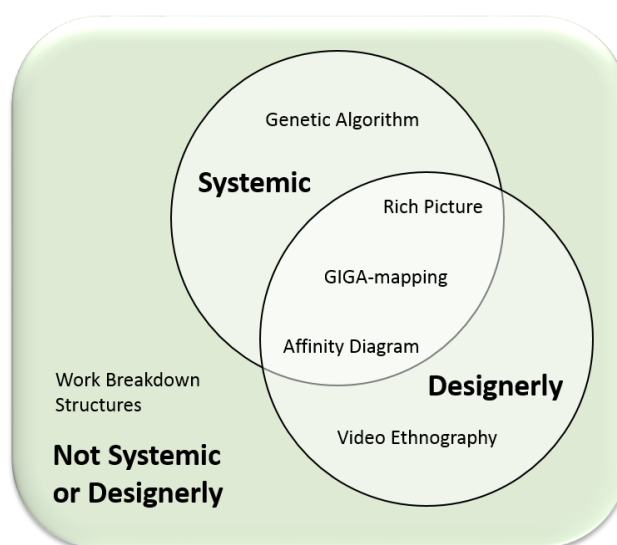 Genetic Algorithm
Systemic
Rich Picture
GIGA-mapping
Affinity Diagram
Work Breakdown
Structures
Designerly
Video Ethnography
Not Systemic
or Designerly